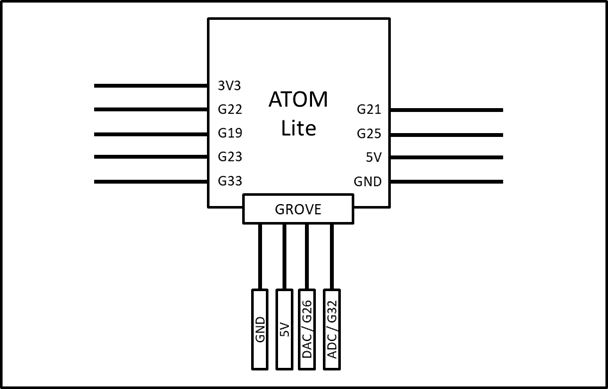 ATOM
Lite
3V3
G22
G19
G23
G33
G21
G25
5V
GND
GROVE
GND
5V
DAC / G26
ADC / G32